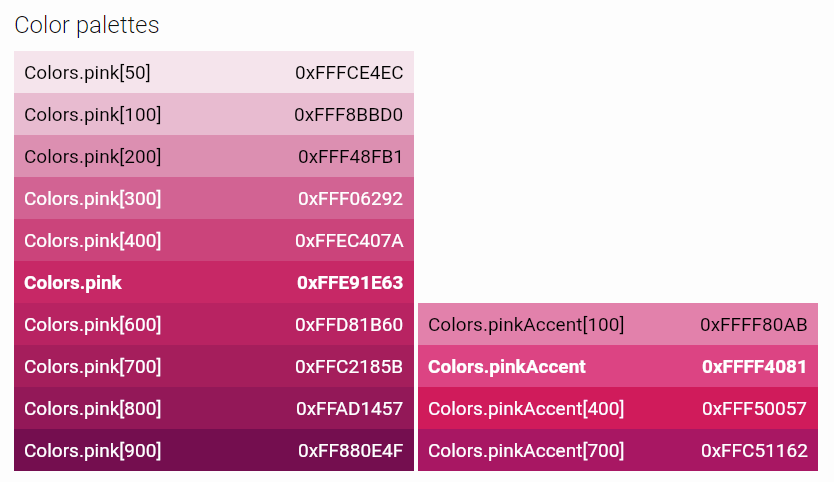 Color palettes
Colors.pink[50] 0xFFFCE4EC
Colors.pink[100] 0xFFF8BBD0
Colors.pink[200] 0xFFF48FB1
Colors.pink[300] 0xFFF06292
Colors.pink[400] 0xFFEC407A
Colors.pink 0xFFE91E63
Colors.pink[600] 0xFFD81B60
Colors.pink[700] 0xFFC2185B
Colors.pink[800] 0xFFAD1457
Colors.pink[900] 0xFF880E4F
Colors.pinkAccent[100] 0xFFFF80AB
Colors.pinkAccent 0xFFFF4081
Colors.pinkAccent[400] 0xFFF50057
Colors.pinkAccent[700] 0xFFC51162